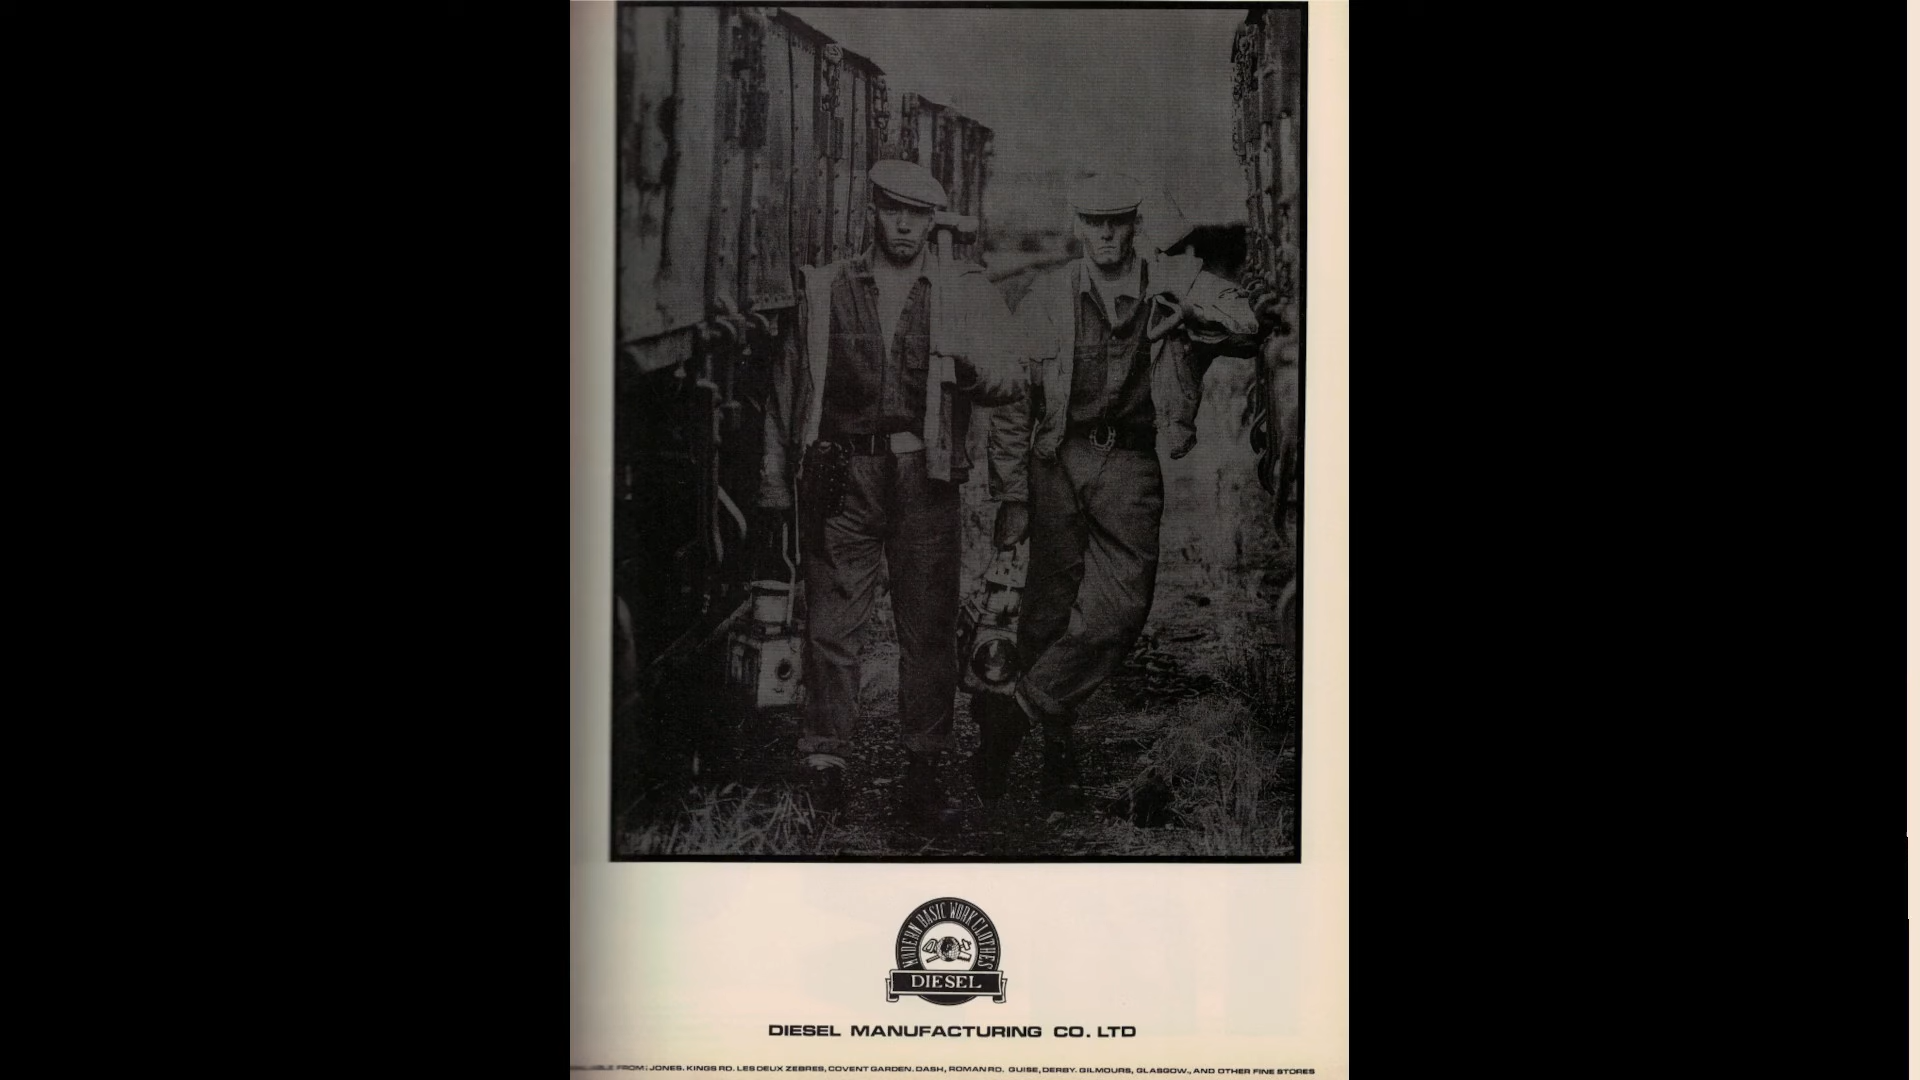 MODERN BASIC WORK CLOTHES
DIESEL
DIESEL MANUFACTURING CO. LTD
FROM: JONES. KINGS RD. LES DEUX ZEBRES, COVENT GARDEN. DASH, ROMAN RD. GUISE, DERBY. GILMOURS, GLASGOW., AND OTHER FINE STORES